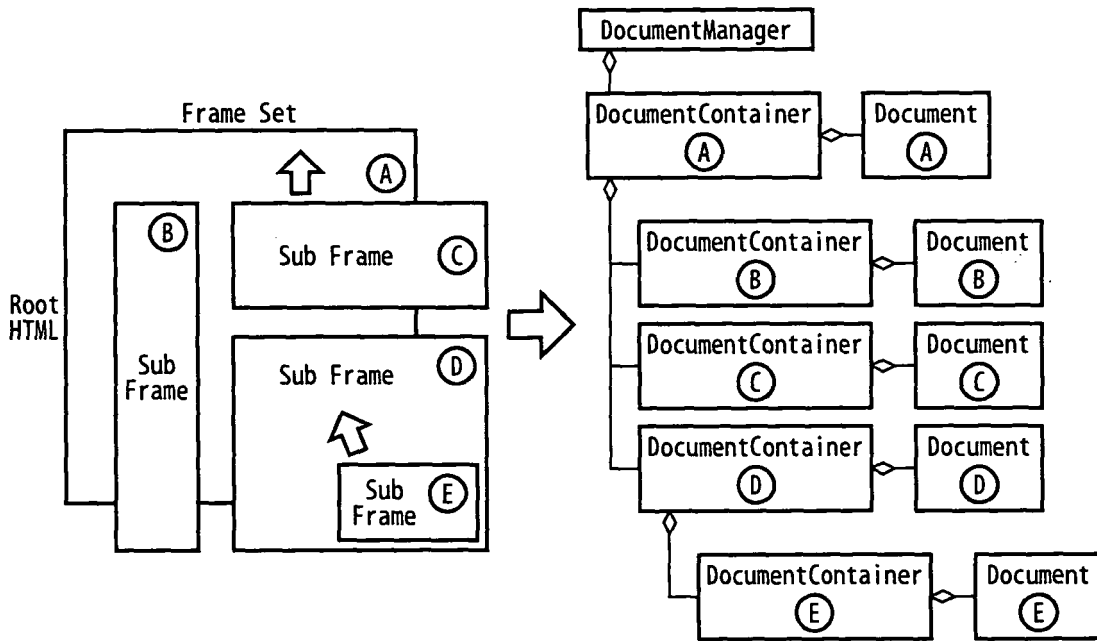 Frame Set
A
B
Sub Frame
C
Root
HTML
Sub
Frame
Sub Frame
D
Sub
Frame
E
DocumentManager
DocumentContainer
A
Document
A
DocumentContainer
B
Document
B
DocumentContainer
C
Document
C
DocumentContainer
D
Document
D
DocumentContainer
E
Document
E